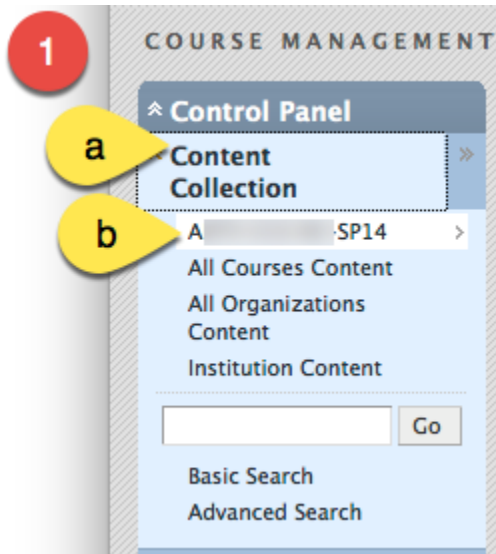 1
COURSE MANAGEMENT
Control Panel
a
Content
Collection
b
A -SP14
All Courses Content
All Organizations
Content
Institution Content
Go
Basic Search
Advanced Search